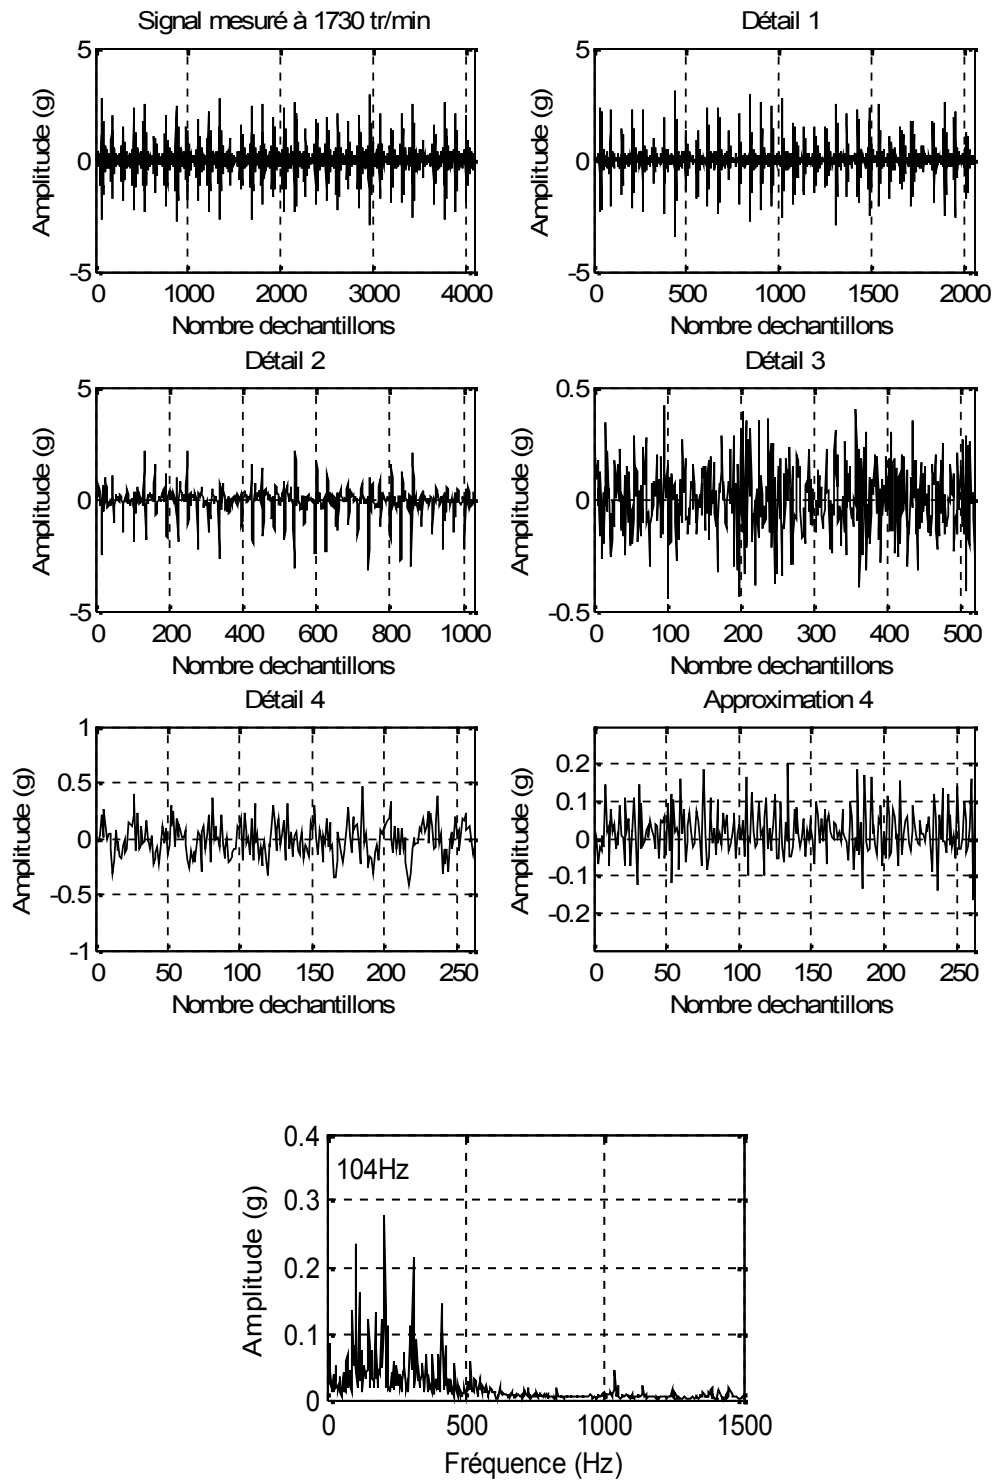 Signal mesuré à 1730 tr/min
5
0
-5
Amplitude (g)
0 1000 2000 3000 4000
Nombre dechantillons
Détail 1
5
0
-5
Amplitude (g)
0 500 1000 1500 2000
Nombre dechantillons
Détail 2
5
0
-5
Amplitude (g)
0 200 400 600 800 1000
Nombre dechantillons
Détail 3
0.5
0
-0.5
Amplitude (g)
0 100 200 300 400 500
Nombre dechantillons
Détail 4
1
0.5
0
-0.5
-1
Amplitude (g)
0 50 100 150 200 250
Nombre dechantillons
Approximation 4
0.2
0.1
0
-0.1
-0.2
Amplitude (g)
0 50 100 150 200 250
Nombre dechantillons
0.4
0.3
0.2
0.1
0
104Hz
Amplitude (g)
0 500 1000 1500
Fréquence (Hz)